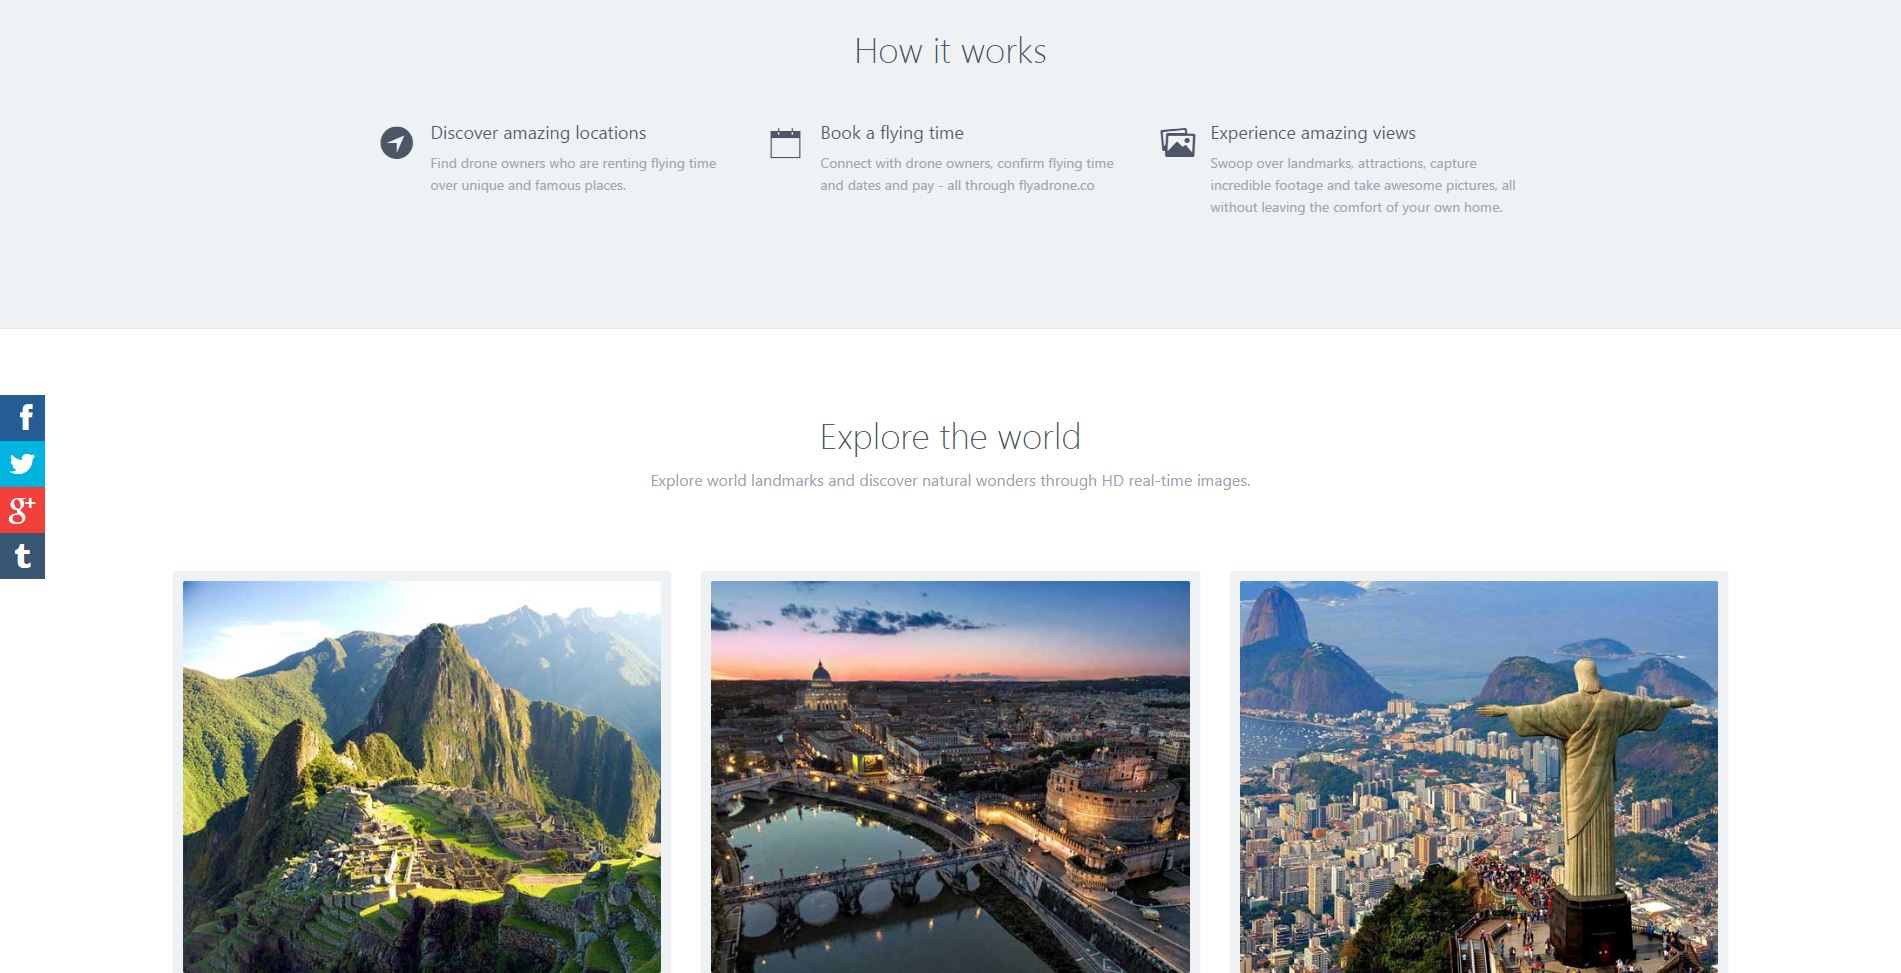 How it works
Discover amazing locations
Find drone owners who are renting flying time
over unique and famous places.
Book a flying time
Connect with drone owners, confirm flying time
and dates and pay - all through flyadrone.co
Experience amazing views
Swoop over landmarks, attractions, capture
incredible footage and take awesome pictures, all
without leaving the comfort of your own home.
f
g+
t
Explore the world
Explore world landmarks and discover natural wonders through HD real-time images.